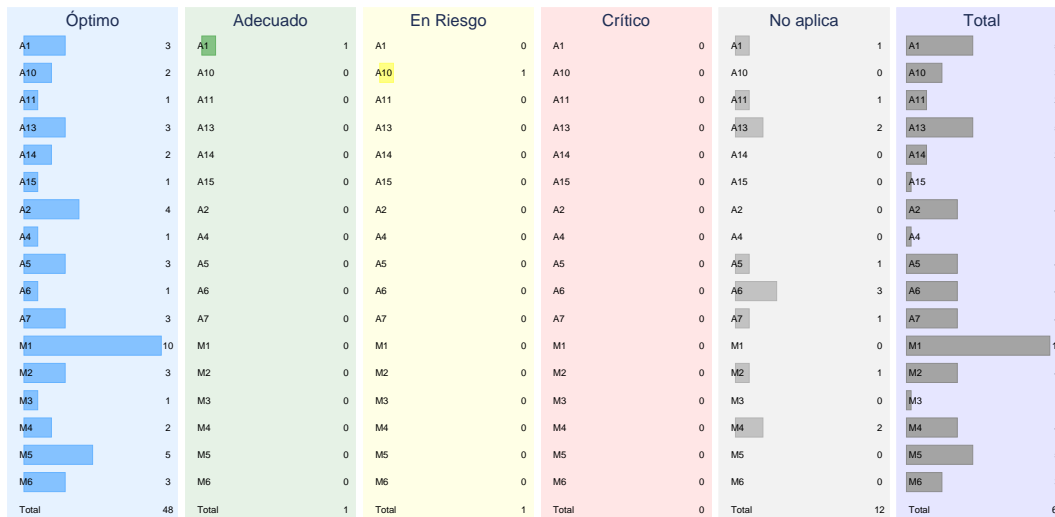 Óptimo Adecuado En Riesgo Crítico No aplica Total
A1 3 A1 1 A1 0 A1 0 A1 1 A1
A10 2 A10 0 A10 1 A10 0 A10 0 A10
A11 1 A11 0 A11 0 A11 0 A11 1 A11
A13 3 A13 0 A13 0 A13 0 A13 2 A13
A14 2 A14 0 A14 0 A14 0 A14 0 A14
A15 1 A15 0 A15 0 A15 0 A15 0 A15
A2 4 A2 0 A2 0 A2 0 A2 0 A2
A4 1 A4 0 A4 0 A4 0 A4 0 A4
A5 3 A5 0 A5 0 A5 0 A5 1 A5
A6 1 A6 0 A6 0 A6 0 A6 3 A6
A7 3 A7 0 A7 0 A7 0 A7 1 A7
M1 10 M1 0 M1 0 M1 0 M1 0 M1
M2 3 M2 0 M2 0 M2 0 M2 1 M2
M3 1 M3 0 M3 0 M3 0 M3 0 M3
M4 2 M4 0 M4 0 M4 0 M4 2 M4
M5 5 M5 0 M5 0 M5 0 M5 0 M5
M6 3 M6 0 M6 0 M6 0 M6 0 M6
Total 48 Total 1 Total 1 Total 0 Total 12 Total